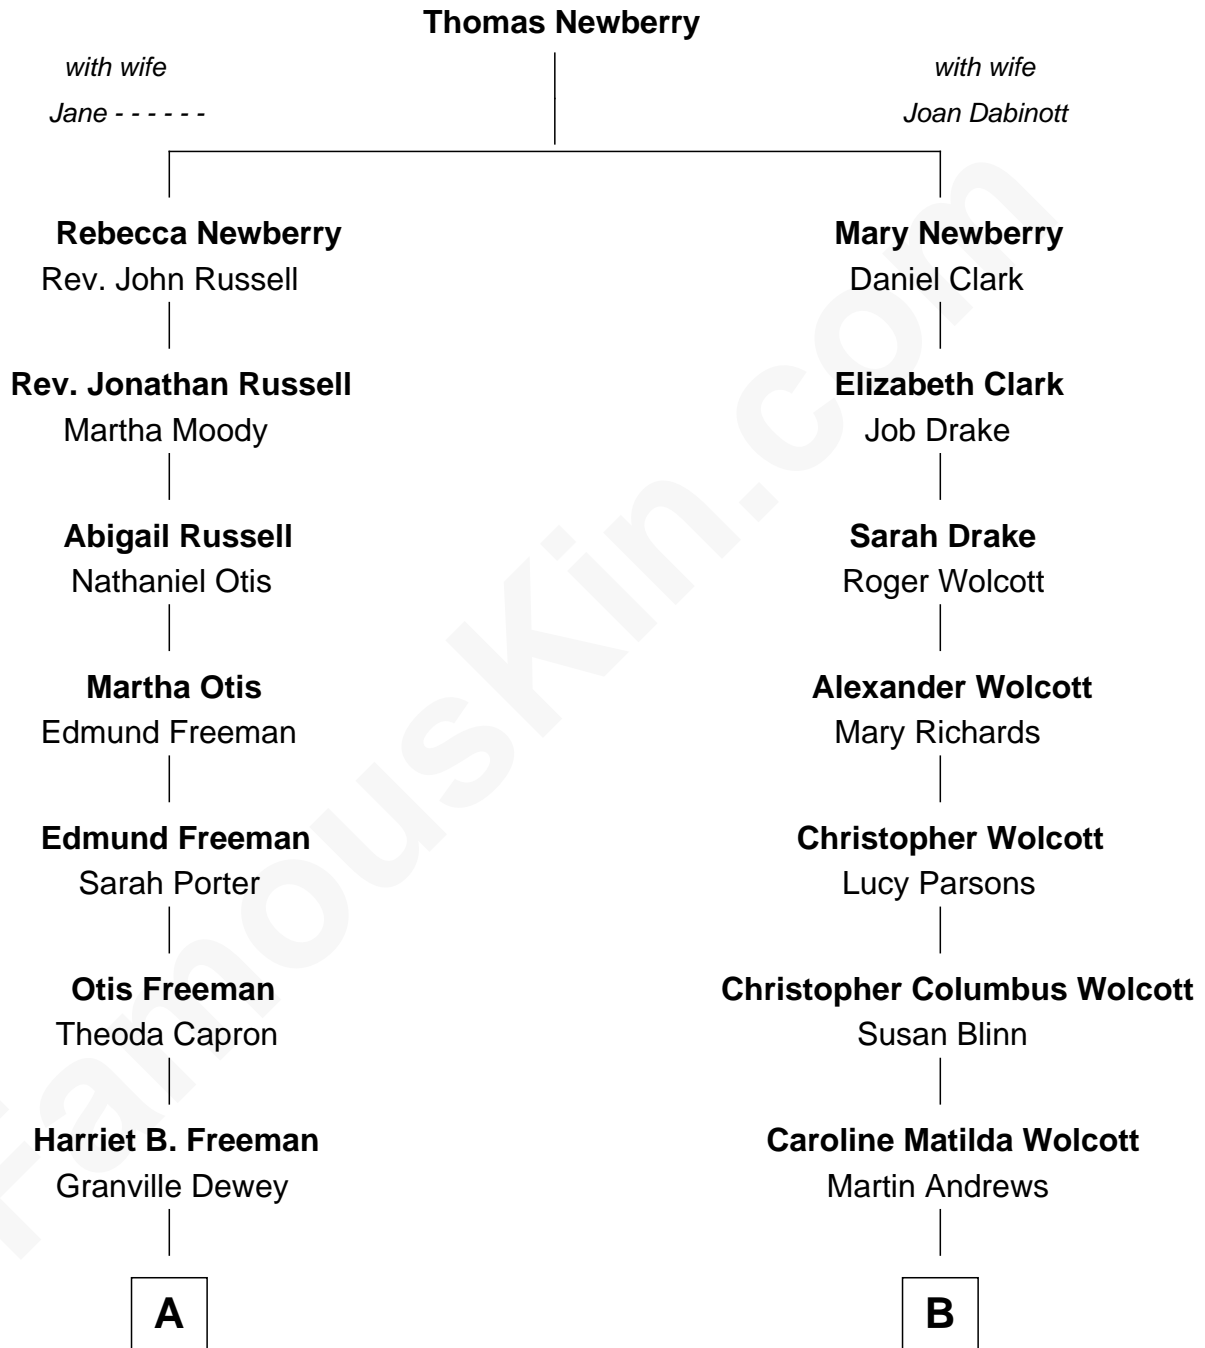 Thomas Newberry
with wife
Jane - - - - - -
with wife
Joan Dabinott
Rebecca Newberry
Rev. John Russell
Mary Newberry
Daniel Clark
Rev. Jonathan Russell
Martha Moody
Elizabeth Clark
Job Drake
Abigail Russell
Nathaniel Otis
Sarah Drake
Roger Wolcott
Martha Otis
Edmund Freeman
Alexander Wolcott
Mary Richards
Edmund Freeman
Sarah Porter
Christopher Wolcott
Lucy Parsons
Otis Freeman
Theoda Capron
Christopher Columbus Wolcott
Susan Blinn
Harriet B. Freeman
Granville Dewey
Caroline Matilda Wolcott
Martin Andrews
A
B
FamousKin.com